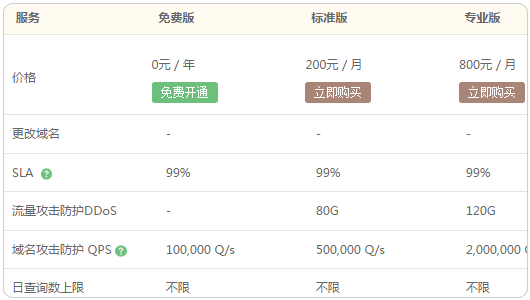 服务 免费版 标准版 专业版
0元 / 年 200元 / 月 800元 / 月
价格
免费开通 立即购买 立即购买
更改域名 - - -
SLA ? 99% 99% 99%
流量攻击防护DDoS - 80G 120G
域名攻击防护 QPS ? 100,000 Q/s 500,000 Q/s 2,000,000
日查询数上限 不限 不限 不限